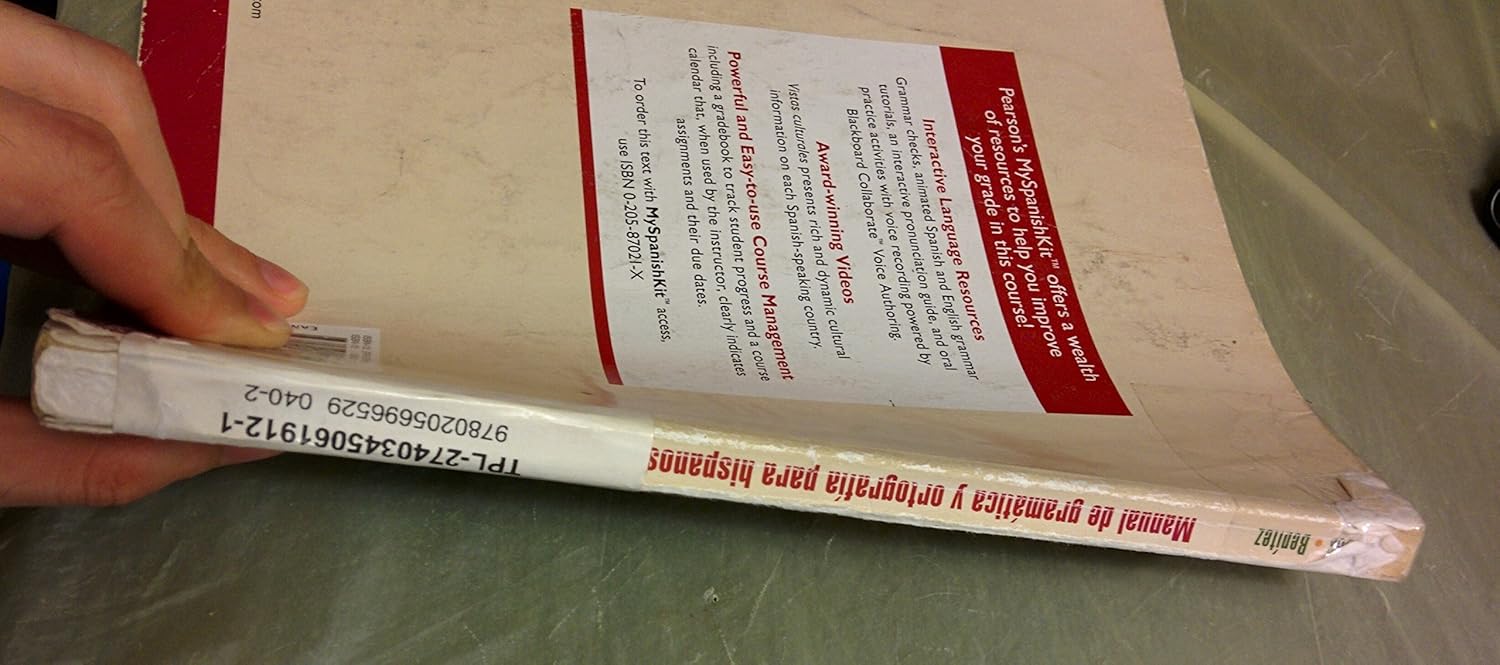 Pearson's MySpanishKit™ offers a wealth
of resources to help you improve
your grade in this course!
Interactive Language Resources
Grammar checks, animated Spanish and English grammar
tutorials, an interactive pronunciation guide, and oral
practice activities with voice recording powered by
Blackboard Collaborate™ Voice Authoring.
Award-winning Videos
Vistas culturales presents rich and dynamic cultural
information on each Spanish-speaking country.
Powerful and Easy-to-use Course Management
including a gradebook to track student progress and a course
calendar that, when used by the instructor, clearly indicates
assignments and their due dates.
To order this text with MySpanishKit™ access,
use ISBN 0-205-87021-X
.com
EAN
Benítez
Manual de gramática y ortografía para hispanos
TPL-2740345061912-1
9780205696529 040-2